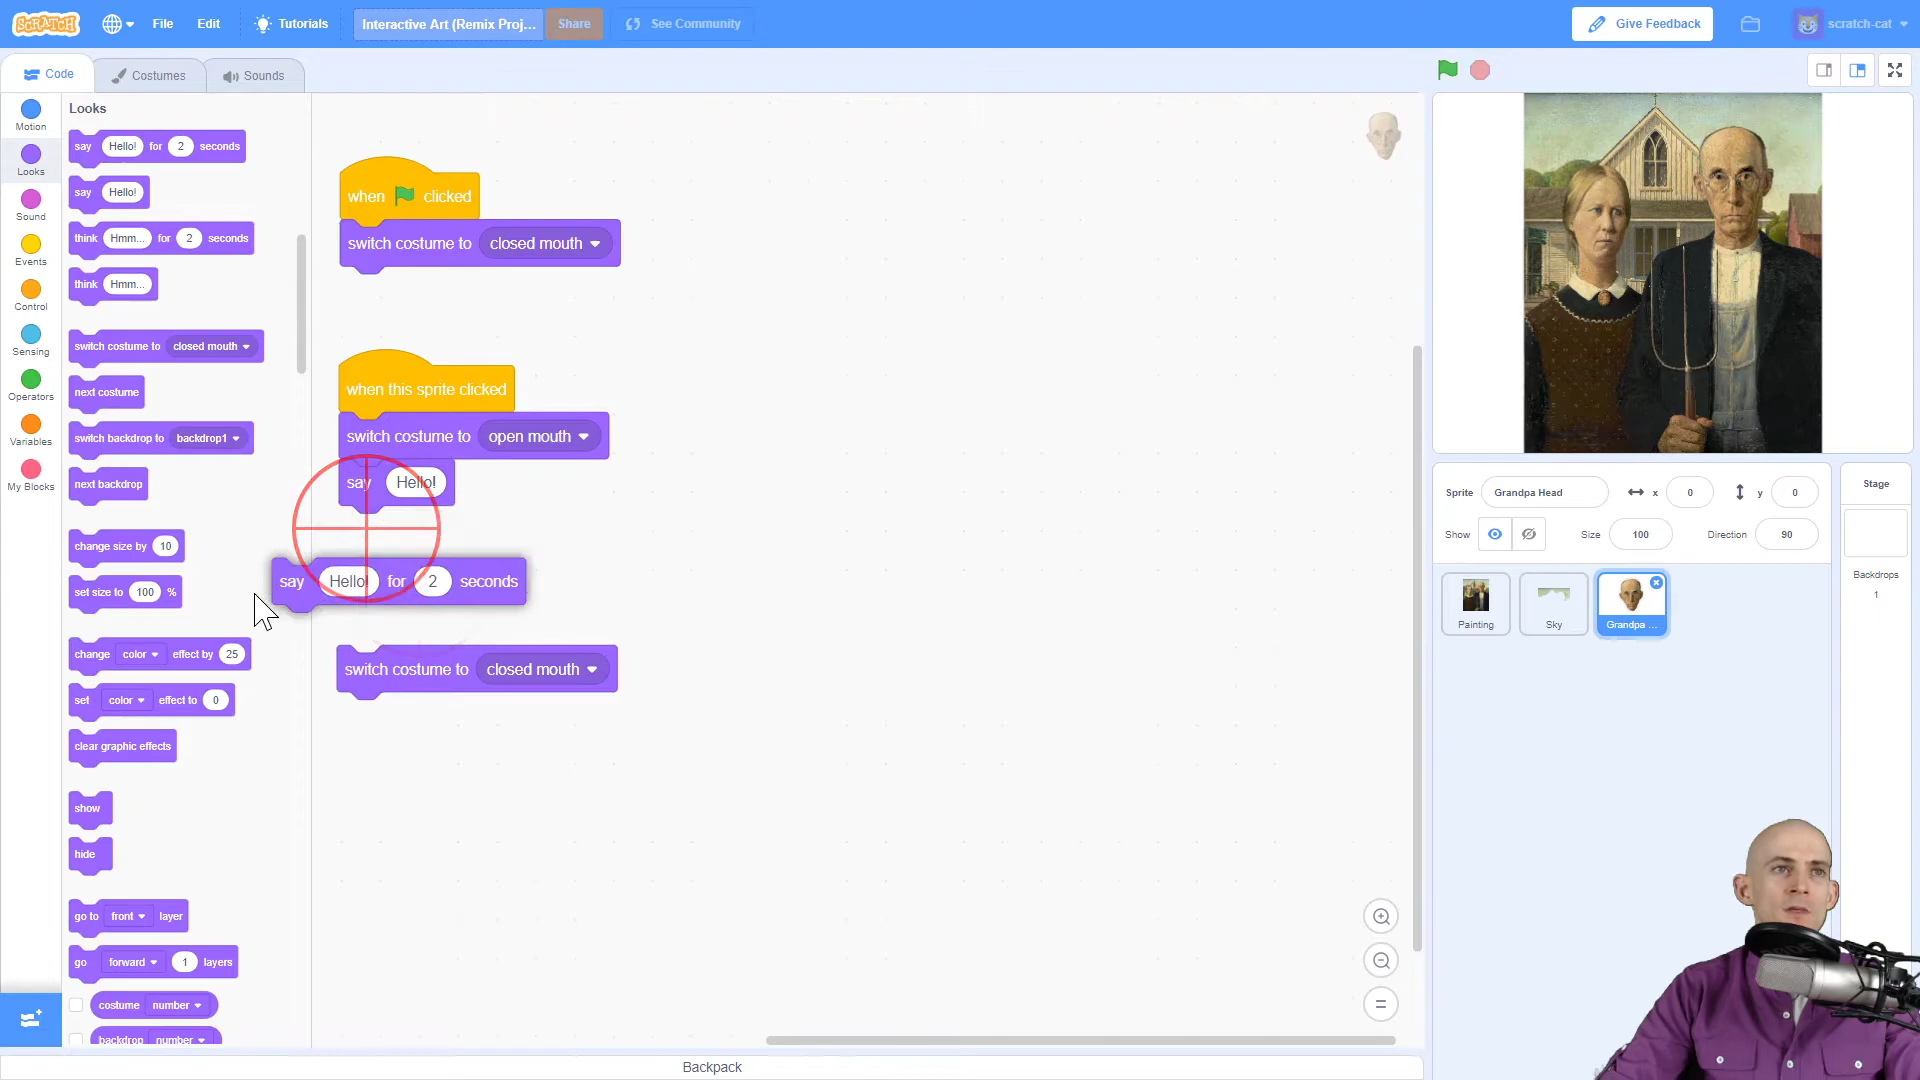 SCRATCH File Edit Tutorials Interactive Art (Remix Proj... Share See Community Give Feedback scratch-cat
Code Costumes Sounds
Motion
Looks
Sound
Events
Control
Sensing
Operators
Variables
My Blocks
Looks
say Hello! for 2 seconds
say Hello!
think Hmm... for 2 seconds
think Hmm...
switch costume to closed mouth
next costume
switch backdrop to backdrop1
next backdrop
change size by 10
set size to 100 %
change color effect by 25
set color effect to 0
clear graphic effects
show
hide
go to front layer
go forward 1 layers
costume number
backdrop number
when clicked
switch costume to closed mouth
when this sprite clicked
switch costume to open mouth
say Hello!
say Hello! for 2 seconds
switch costume to closed mouth
Backpack
Sprite Grandpa Head x 0 y 0
Show Size 100 Direction 90
Painting
Sky
Grandpa ...
Stage
Backdrops
1